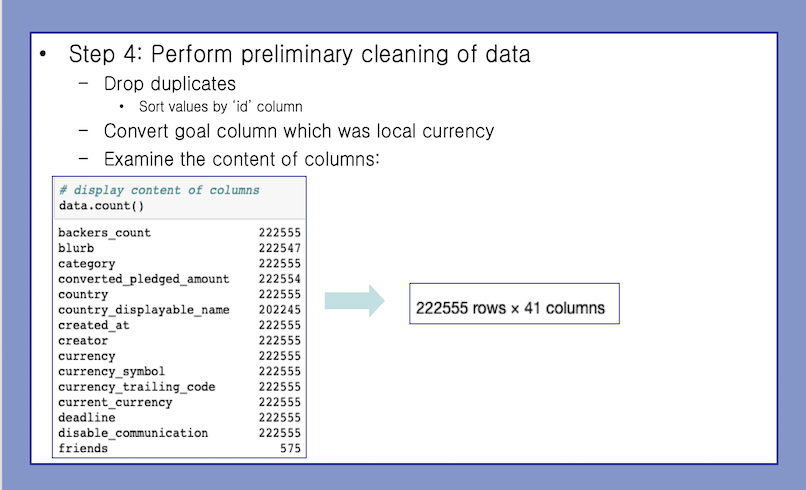 • Step 4: Perform preliminary cleaning of data
– Drop duplicates
• Sort values by ‘id’ column
– Convert goal column which was local currency
– Examine the content of columns:
# display content of columns
data.count()
backers_count 222555
blurb 222547
category 222555
converted_pledged_amount 222554
country 222555
country_displayable_name 202245
created_at 222555
creator 222555
currency 222555
currency_symbol 222555
currency_trailing_code 222555
current_currency 222555
deadline 222555
disable_communication 222555
friends 575
222555 rows × 41 columns